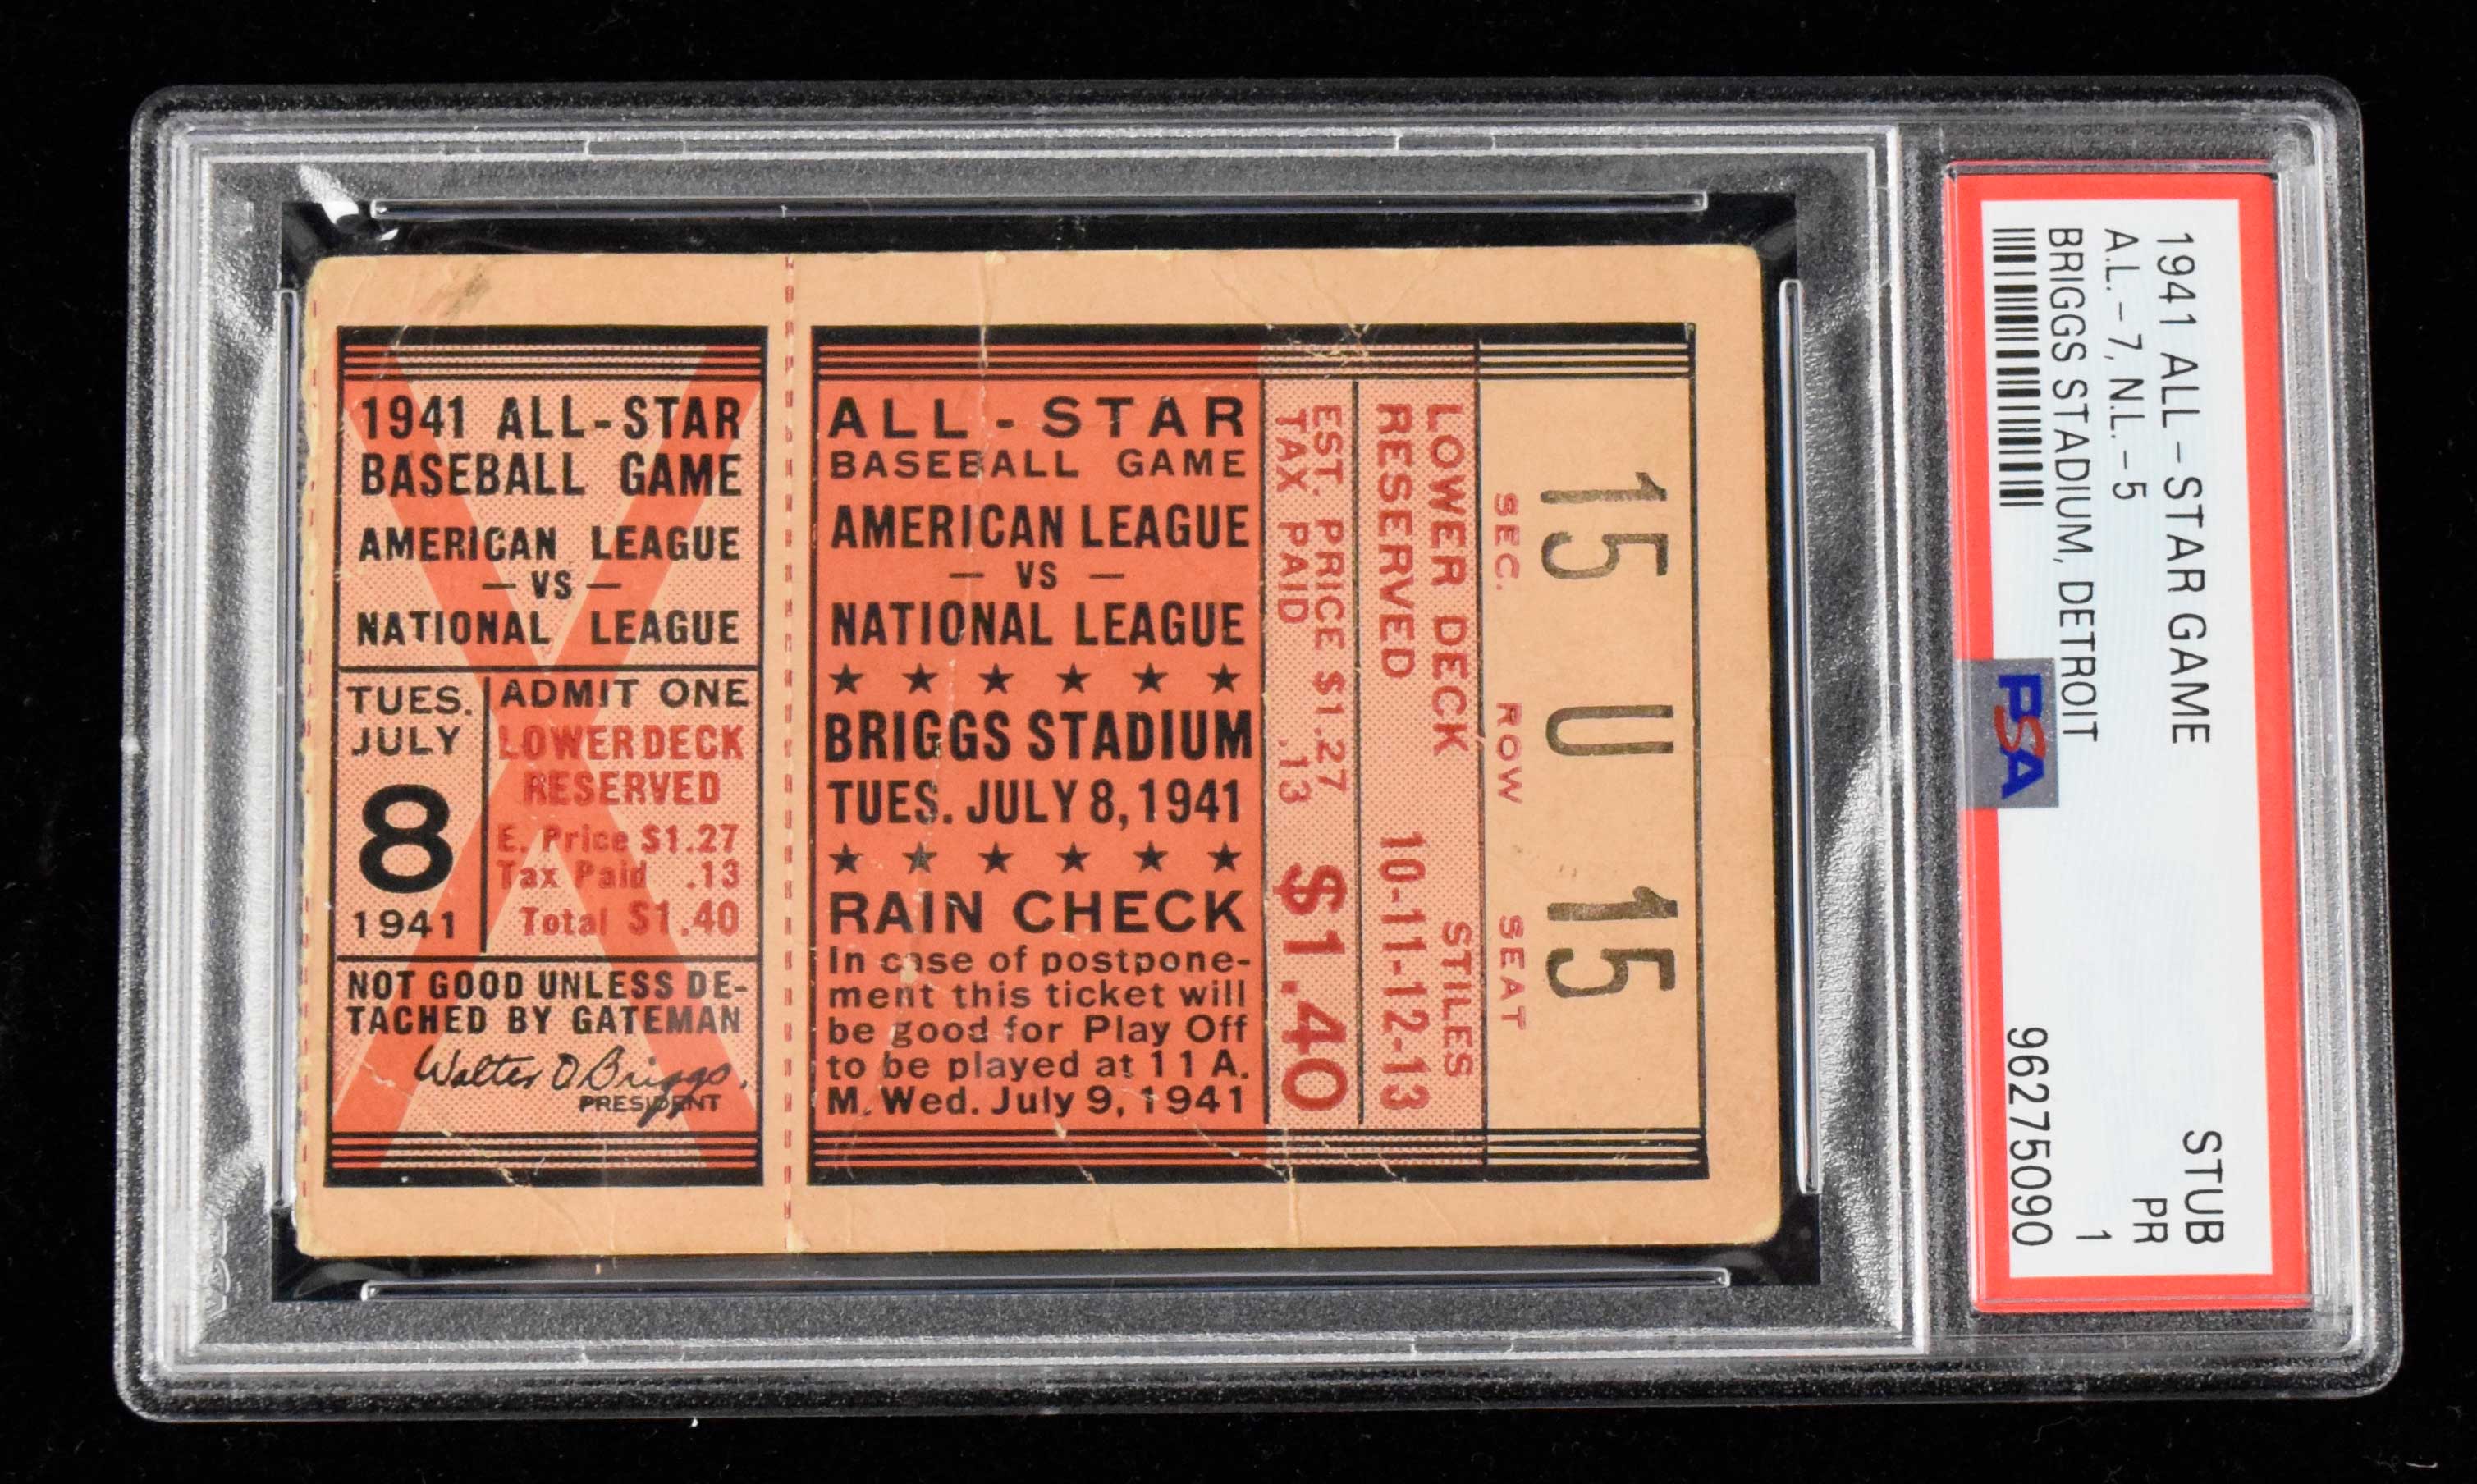 1941 ALL-STAR
BASEBALL GAME
AMERICAN LEAGUE
— VS —
NATIONAL LEAGUE
TUES.
JULY
8
1941
ADMIT ONE
LOWER DECK
RESERVED
E. Price $1.27
Tax Paid .13
Total $1.40
NOT GOOD UNLESS DE-
TACHED BY GATEMAN
Walter O Briggs.
PRESIDENT
ALL - STAR
BASEBALL GAME
AMERICAN LEAGUE
— VS —
NATIONAL LEAGUE
★ ★ ★ ★ ★ ★
BRIGGS STADIUM
TUES. JULY 8, 1941
★ ★ ★ ★ ★ ★
RAIN CHECK
In case of postpone-
ment this ticket will
be good for Play Off
to be played at 11 A.
M. Wed. July 9, 1941
15 U 15
SEC. ROW SEAT
LOWER DECK STILES
RESERVED 10-11-12-13
EST. PRICE $1.27
TAX PAID .13
$1.40
1941 ALL-STAR GAME STUB
A.L.-7, N.L.-5 PR
BRIGGS STADIUM, DETROIT 1
96275090
PSA